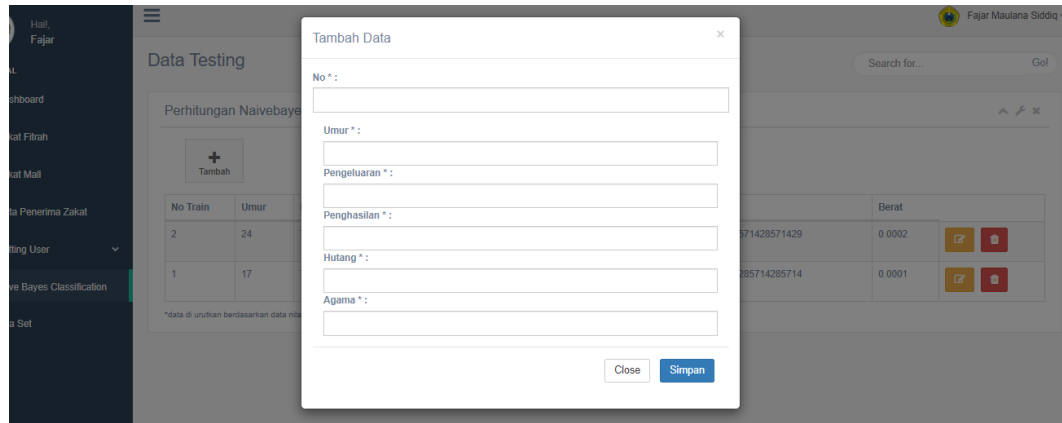 Hai!,
Fajar
Fajar Maulana Siddiq
Data Testing
Search for...
Go!
Perhitungan Naivebaye
Tambah
No Train
Umur
Berat
2
24
571428571429
0.0002
1
17
285714285714
0.0001
*data di urutkan berdasarkan data nila
shboard
kat Fitrah
kat Mall
ta Penerima Zakat
tting User
ve Bayes Classification
a Set
Tambah Data
×
No * :
Umur * :
Pengeluaran * :
Penghasilan * :
Hutang * :
Agama * :
Close
Simpan